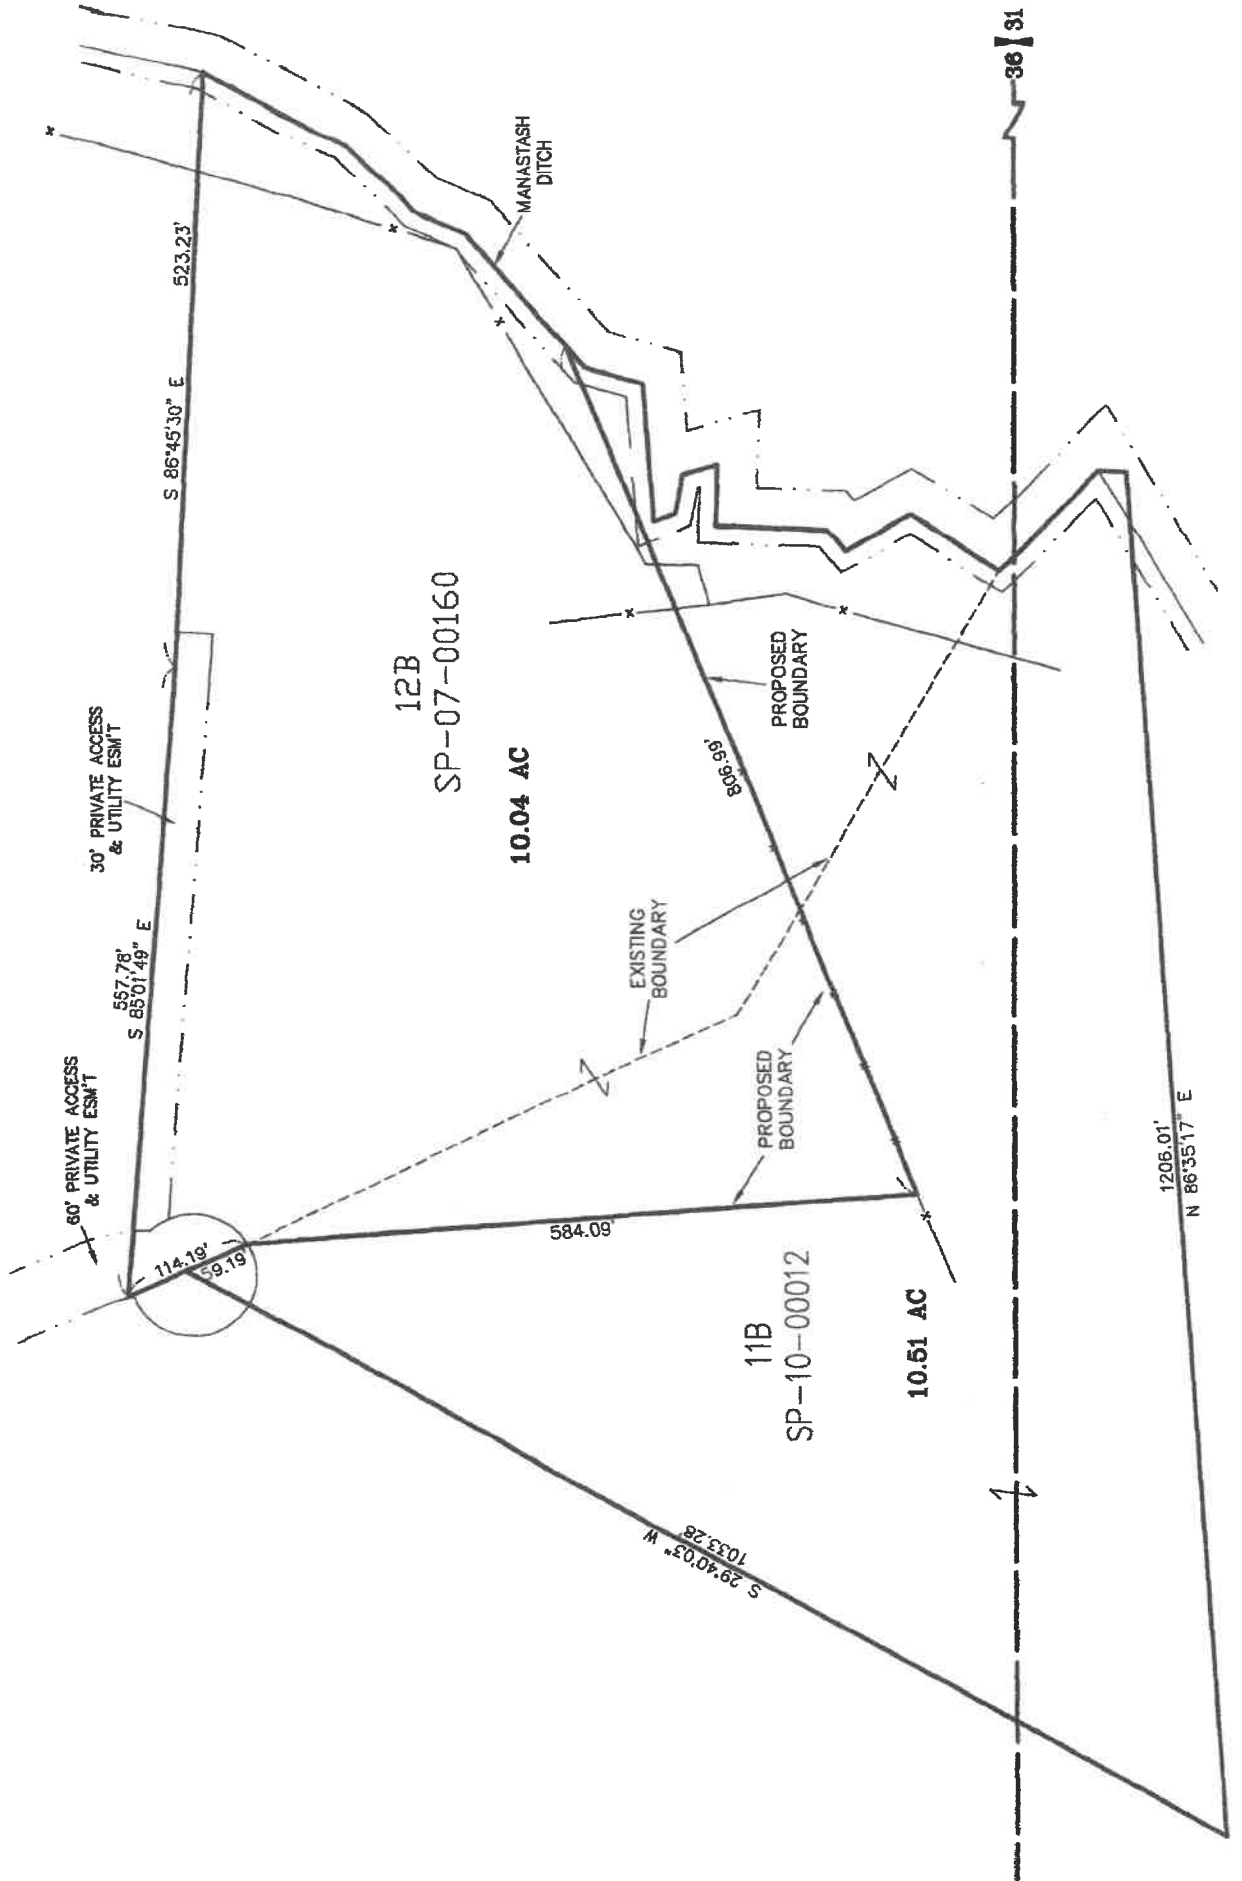 60' PRIVATE ACCESS
& UTILITY ESM'T
30' PRIVATE ACCESS
& UTILITY ESM'T
557.78'
S 85°01'49" E
S 86°45'30" E
523.23'
114.19'
59.19'
584.09'
12B
SP-07-00160
10.04 AC
MANASTASH
DITCH
EXISTING
BOUNDARY
PROPOSED
BOUNDARY
PROPOSED
BOUNDARY
806.99'
11B
SP-10-00012
10.51 AC
S 29°40'03" W
1033.28'
36 31
1206.01'
N 86°35'17" E